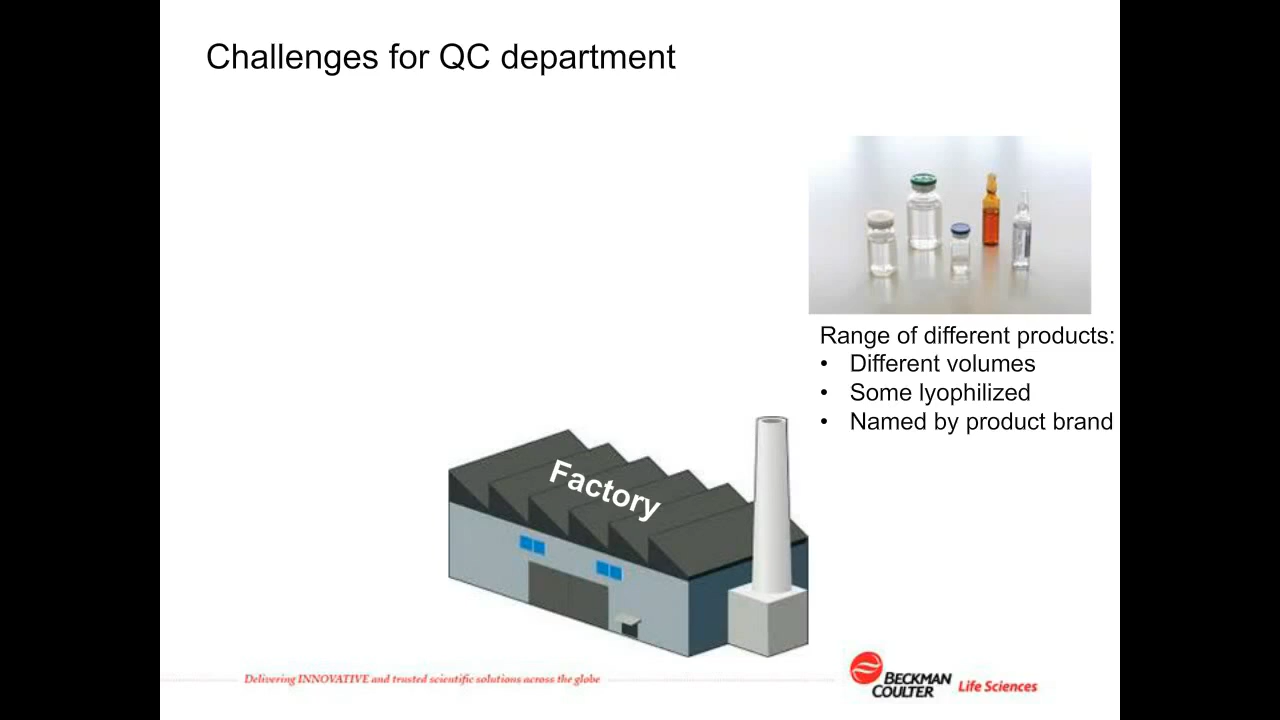 Challenges for QC department
Range of different products:
• Different volumes
• Some lyophilized
• Named by product brand
Factory
Delivering INNOVATIVE and trusted scientific solutions across the globe
BECKMAN
COULTER
Life Sciences